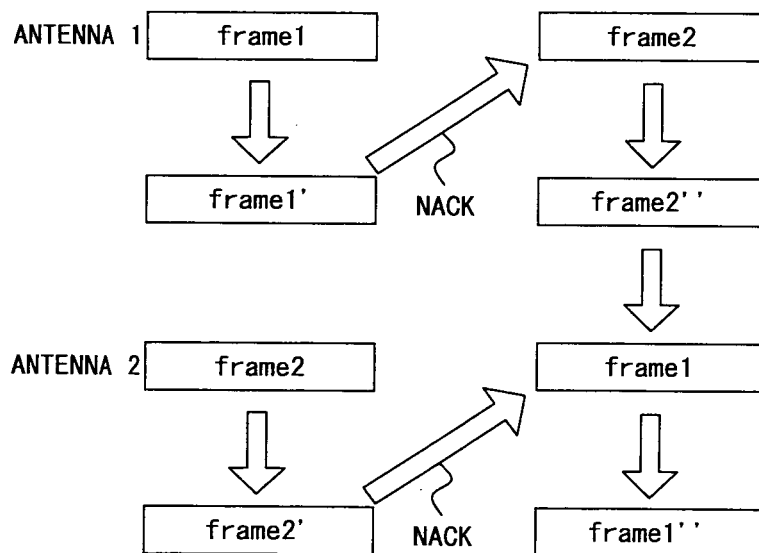 ANTENNA 1 frame1 frame2
frame1' NACK frame2''
ANTENNA 2 frame2 frame1
frame2' NACK frame1''